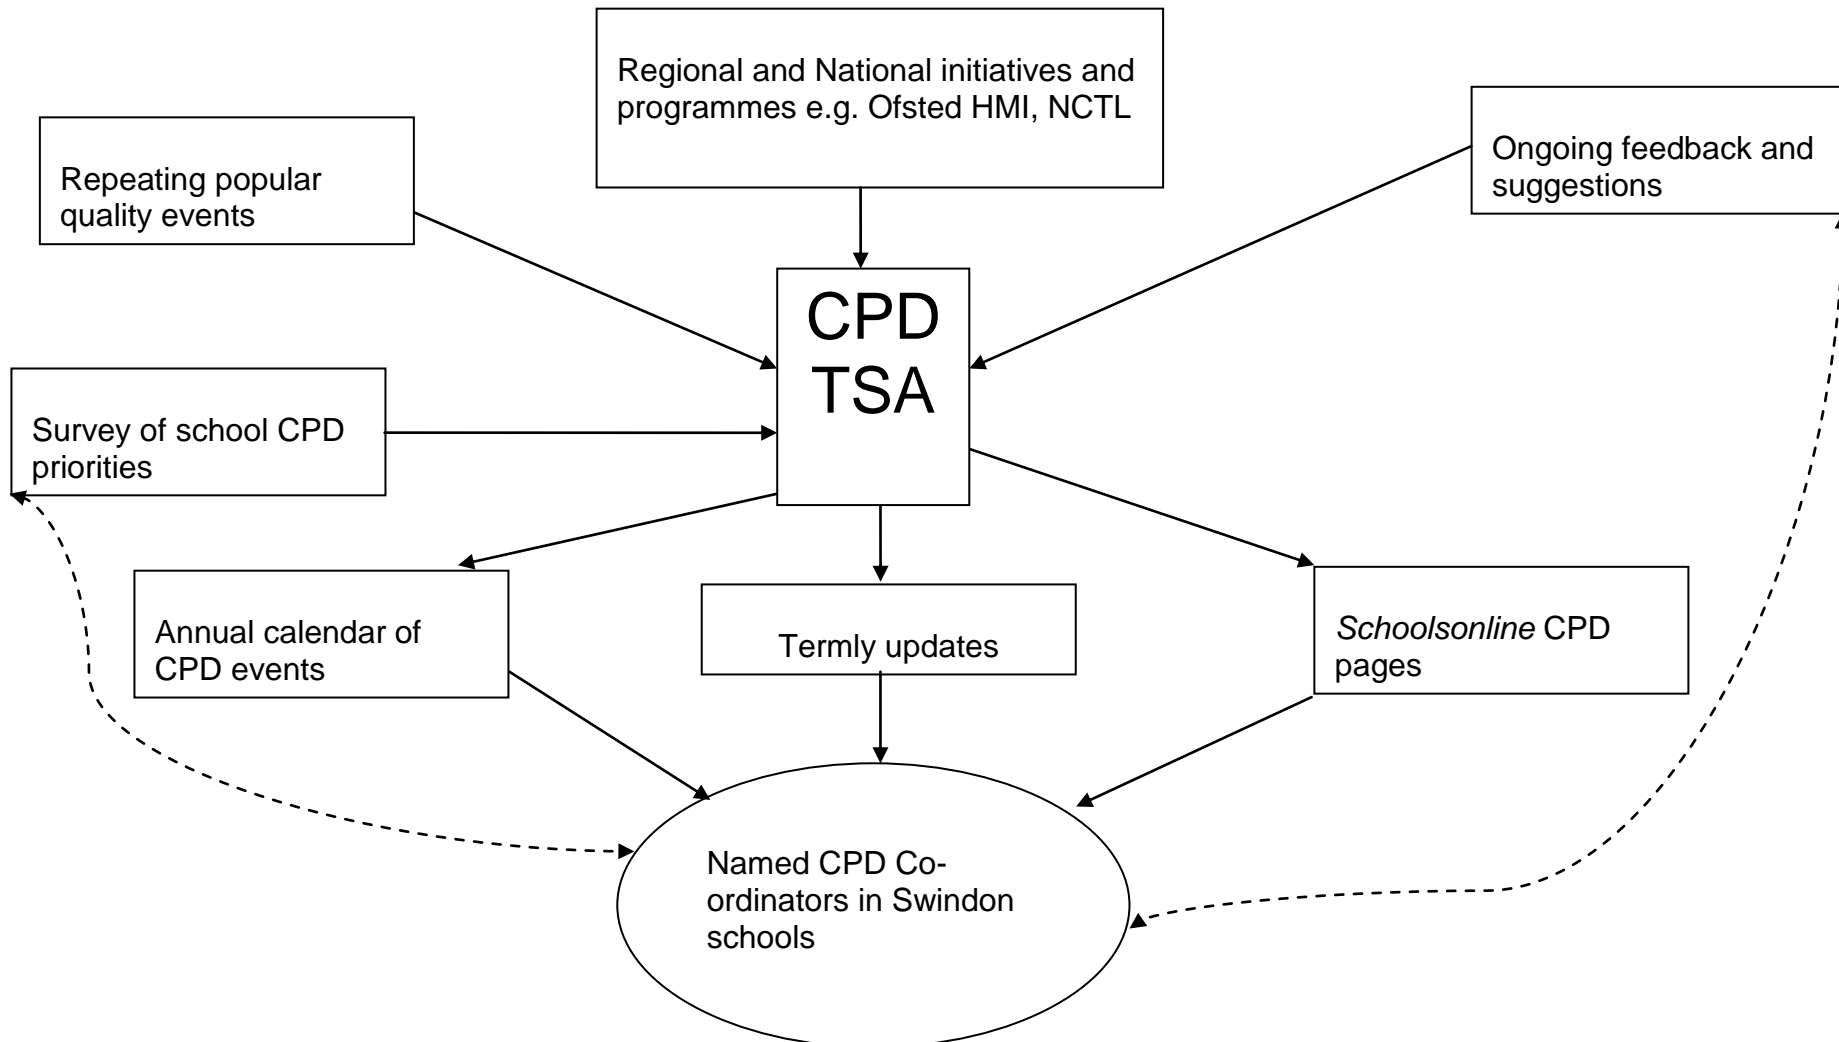 Regional and National initiatives and
programmes e.g. Ofsted HMI, NCTL
Repeating popular
quality events
Ongoing feedback and
suggestions
CPD
TSA
Survey of school CPD
priorities
Annual calendar of
CPD events
Termly updates
Schoolsonline CPD
pages
Named CPD Co-
ordinators in Swindon
schools